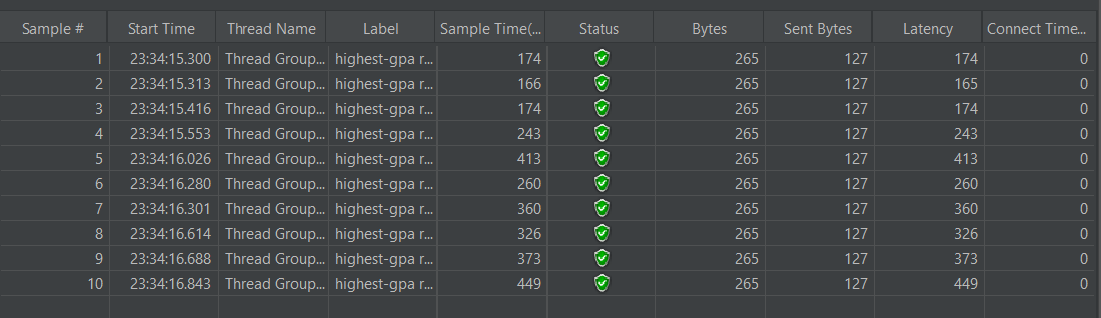 Sample # Start Time Thread Name Label Sample Time(... Status Bytes Sent Bytes Latency Connect Time...
1 23:34:15.300 Thread Group... highest-gpa r... 174 265 127 174 0
2 23:34:15.313 Thread Group... highest-gpa r... 166 265 127 165 0
3 23:34:15.416 Thread Group... highest-gpa r... 174 265 127 174 0
4 23:34:15.553 Thread Group... highest-gpa r... 243 265 127 243 0
5 23:34:16.026 Thread Group... highest-gpa r... 413 265 127 413 0
6 23:34:16.280 Thread Group... highest-gpa r... 260 265 127 260 0
7 23:34:16.301 Thread Group... highest-gpa r... 360 265 127 360 0
8 23:34:16.614 Thread Group... highest-gpa r... 326 265 127 326 0
9 23:34:16.688 Thread Group... highest-gpa r... 373 265 127 373 0
10 23:34:16.843 Thread Group... highest-gpa r... 449 265 127 449 0